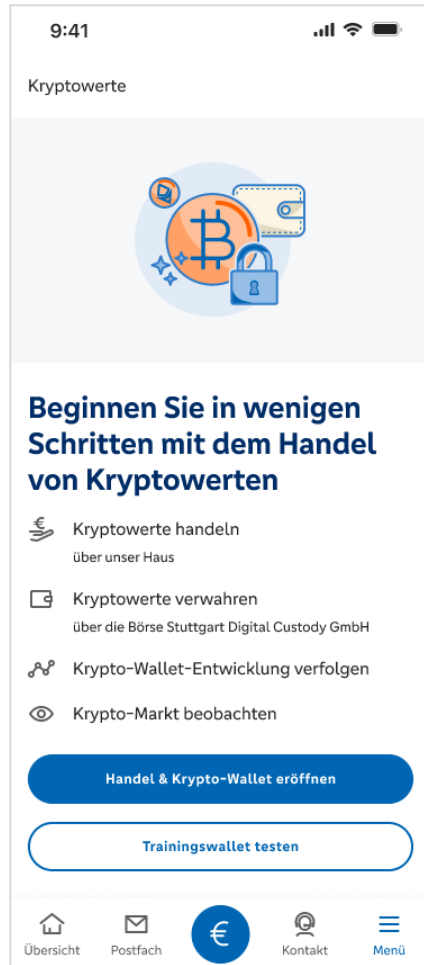 9:41
Kryptowerte
Beginnen Sie in wenigen
Schritten mit dem Handel
von Kryptowerten
Kryptowerte handeln
über unser Haus
Kryptowerte verwahren
über die Börse Stuttgart Digital Custody GmbH
Krypto-Wallet-Entwicklung verfolgen
Krypto-Markt beobachten
Handel & Krypto-Wallet eröffnen
Trainingswallet testen
€
Übersicht Postfach Kontakt Menü